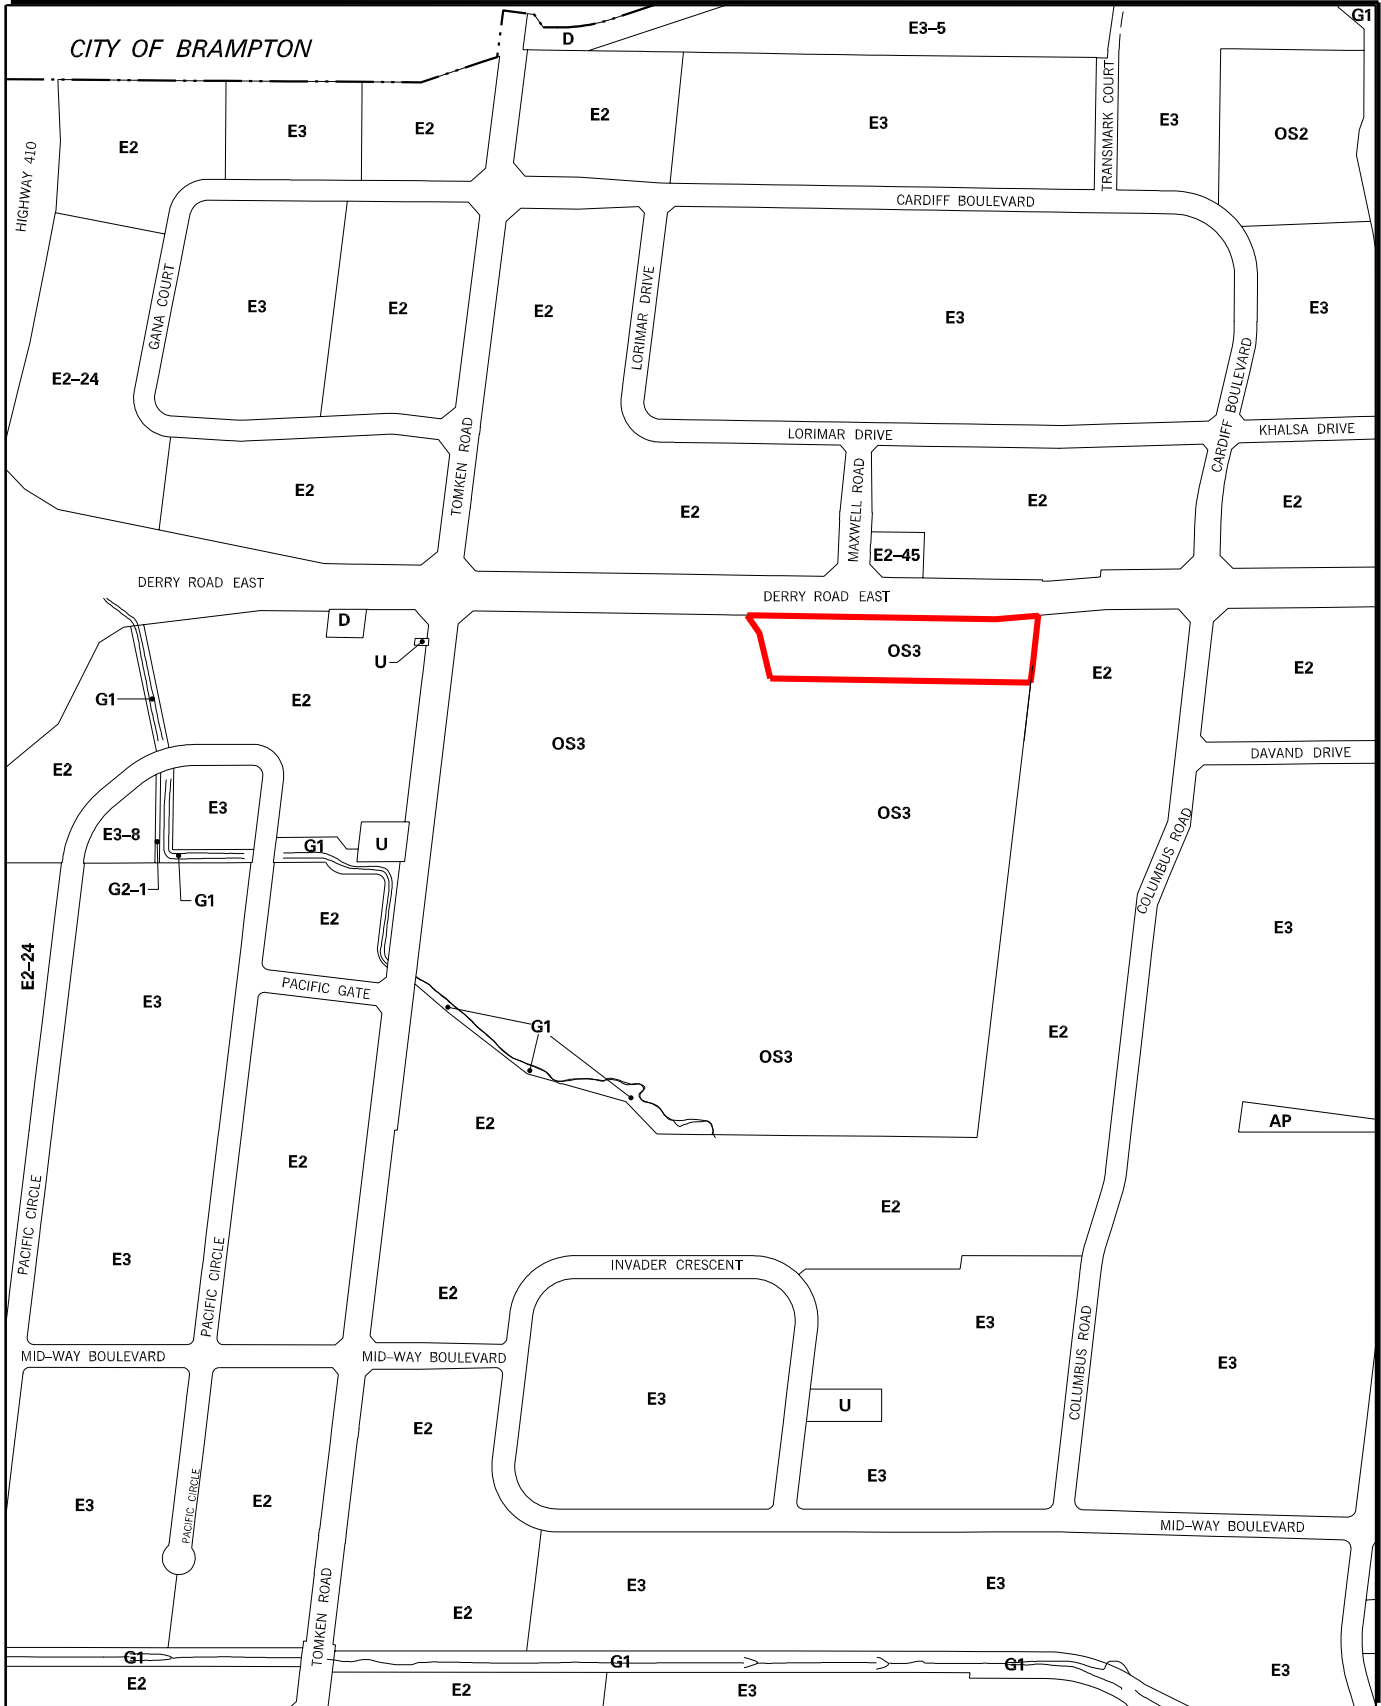 G1
E3–5
D
CITY OF BRAMPTON
E2
E3
E2
E2
E3
TRANSMARK COURT
E3
OS2
HIGHWAY 410
CARDIFF BOULEVARD
GANA COURT
E3
E2
E2
LORIMAR DRIVE
E3
E3
E2–24
CARDIFF BOULEVARD
LORIMAR DRIVE
KHALSA DRIVE
TOMKEN ROAD
E2
E2
MAXWELL ROAD
E2
E2
E2–45
DERRY ROAD EAST
DERRY ROAD EAST
D
U
OS3
E2
E2
G1
E2
OS3
DAVAND DRIVE
E2
E3
OS3
E3–8
G1
U
COLUMBUS ROAD
G2–1
G1
E2
E3
E2–24
PACIFIC GATE
E3
G1
E2
OS3
E2
AP
E2
PACIFIC CIRCLE
E2
E3
PACIFIC CIRCLE
INVADER CRESCENT
E2
E3
COLUMBUS ROAD
MID–WAY BOULEVARD
MID–WAY BOULEVARD
E3
E3
U
E2
E3
E3
E2
PACIFIC CIRCLE
MID–WAY BOULEVARD
E3
E3
E2
TOMKEN ROAD
G1
G1
G1
E3
E2
E2
E3